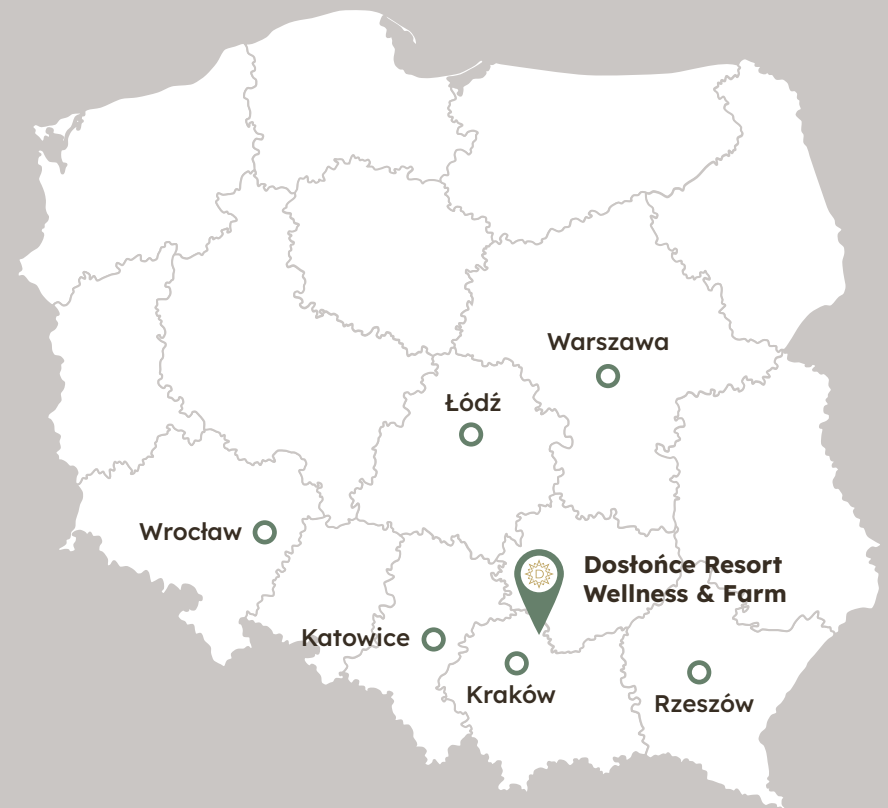 Warszawa
Łódź
Wrocław
Dosłońce Resort
Wellness & Farm
D
Katowice
Kraków
Rzeszów